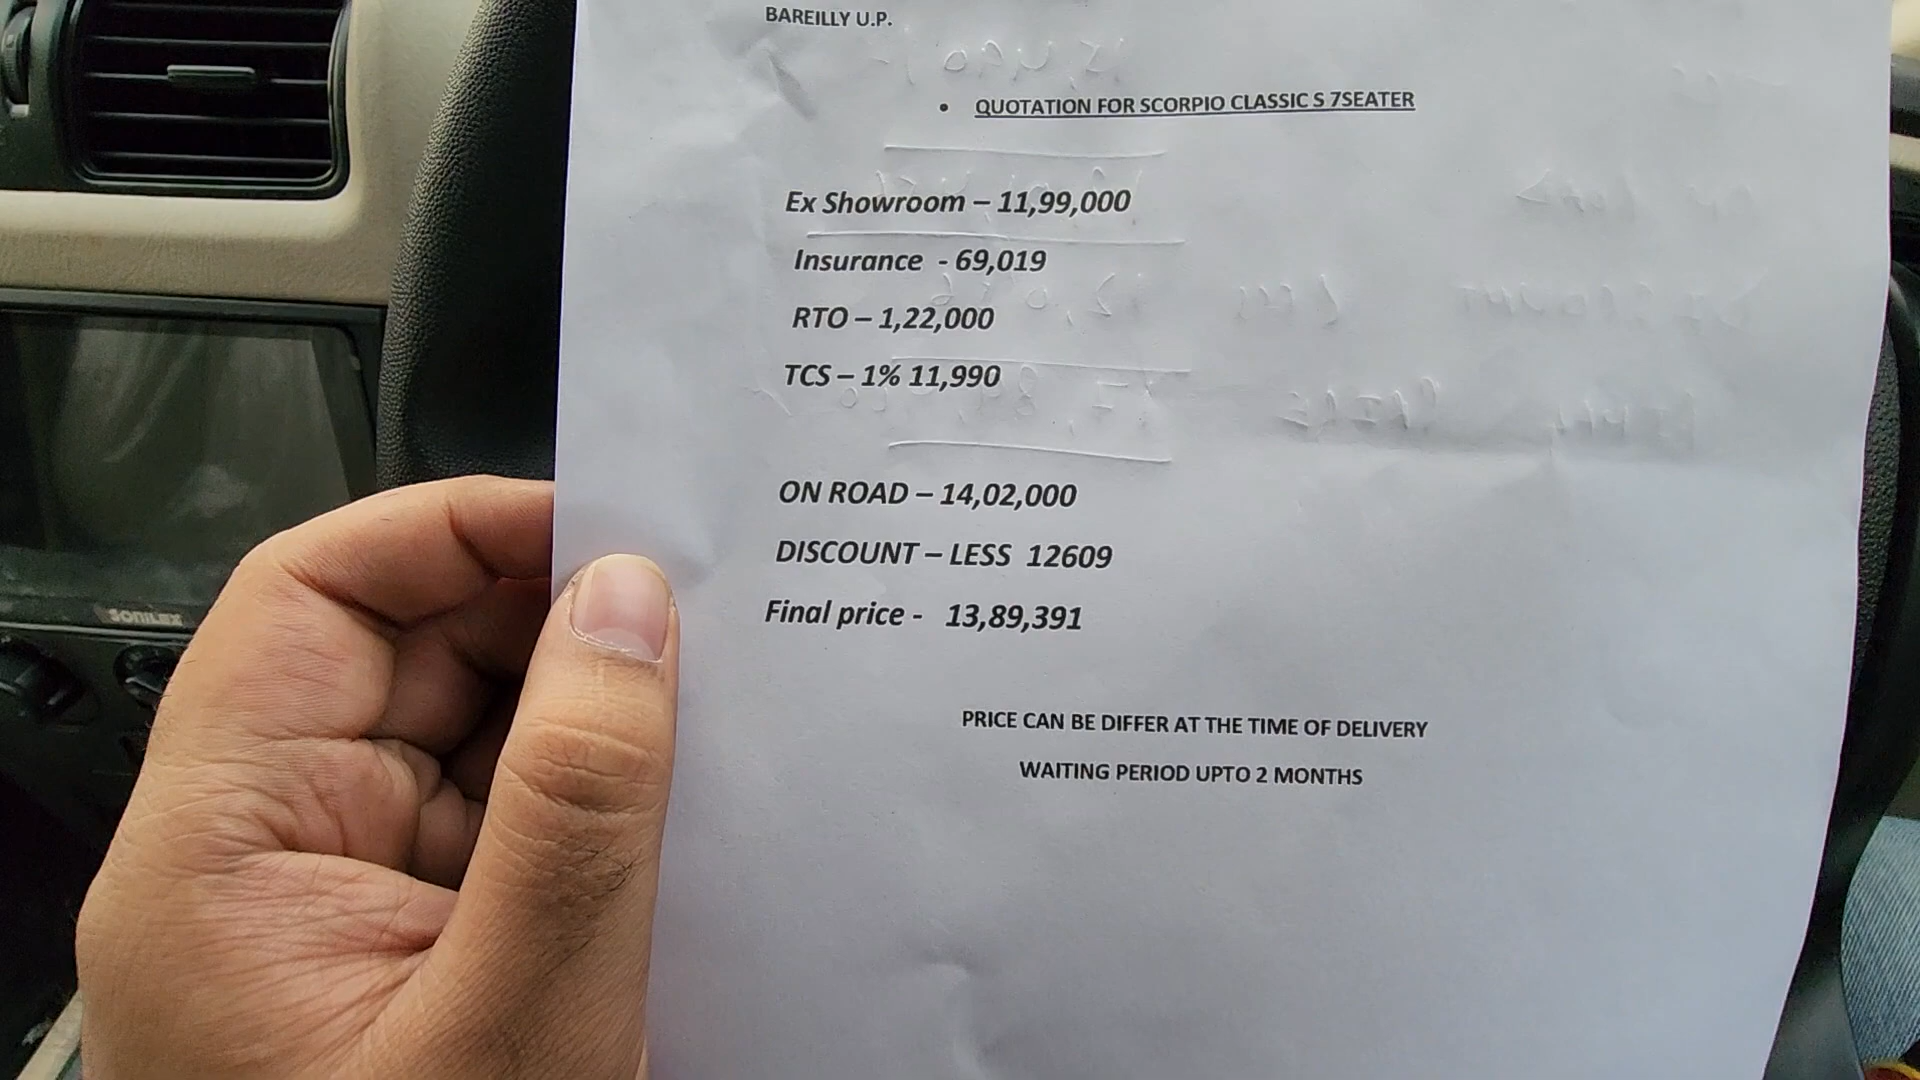 BAREILLY U.P.
• QUOTATION FOR SCORPIO CLASSIC S 7SEATER
Ex Showroom – 11,99,000
Insurance - 69,019
RTO – 1,22,000
TCS – 1% 11,990
ON ROAD – 14,02,000
DISCOUNT – LESS 12609
Final price - 13,89,391
PRICE CAN BE DIFFER AT THE TIME OF DELIVERY
WAITING PERIOD UPTO 2 MONTHS
SONILEX